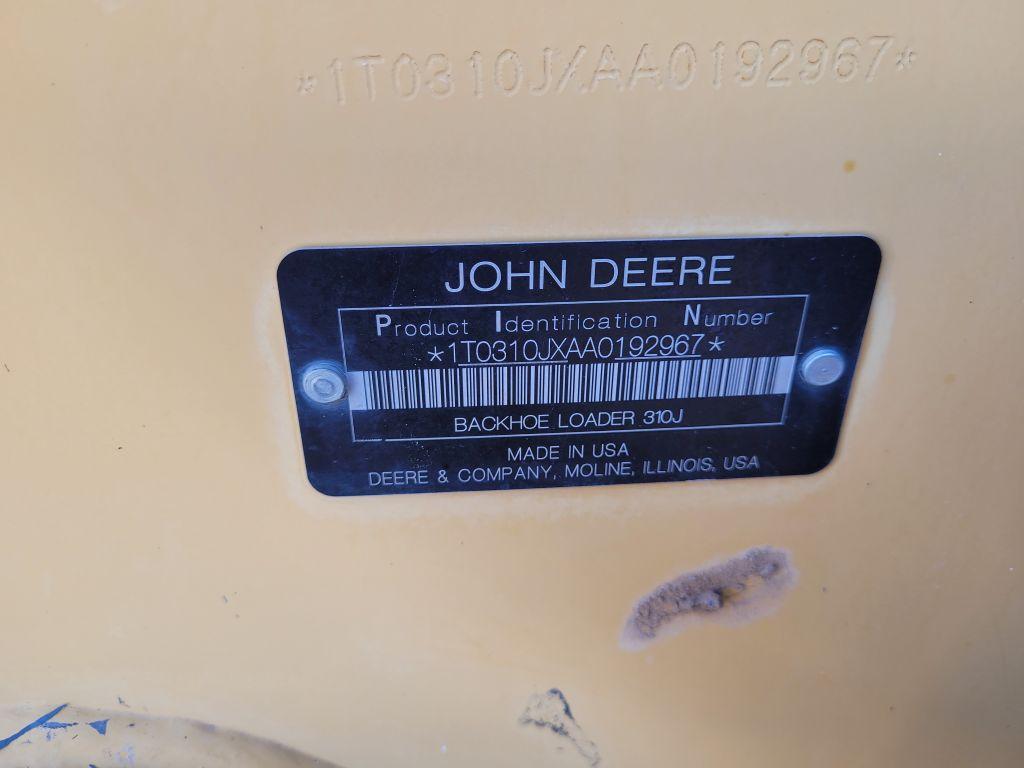 *1T0310JXAA0192967*
JOHN DEERE
Product Identification Number
*1T0310JXAA0192967*
BACKHOE LOADER 310J
MADE IN USA
DEERE & COMPANY, MOLINE, ILLINOIS, USA